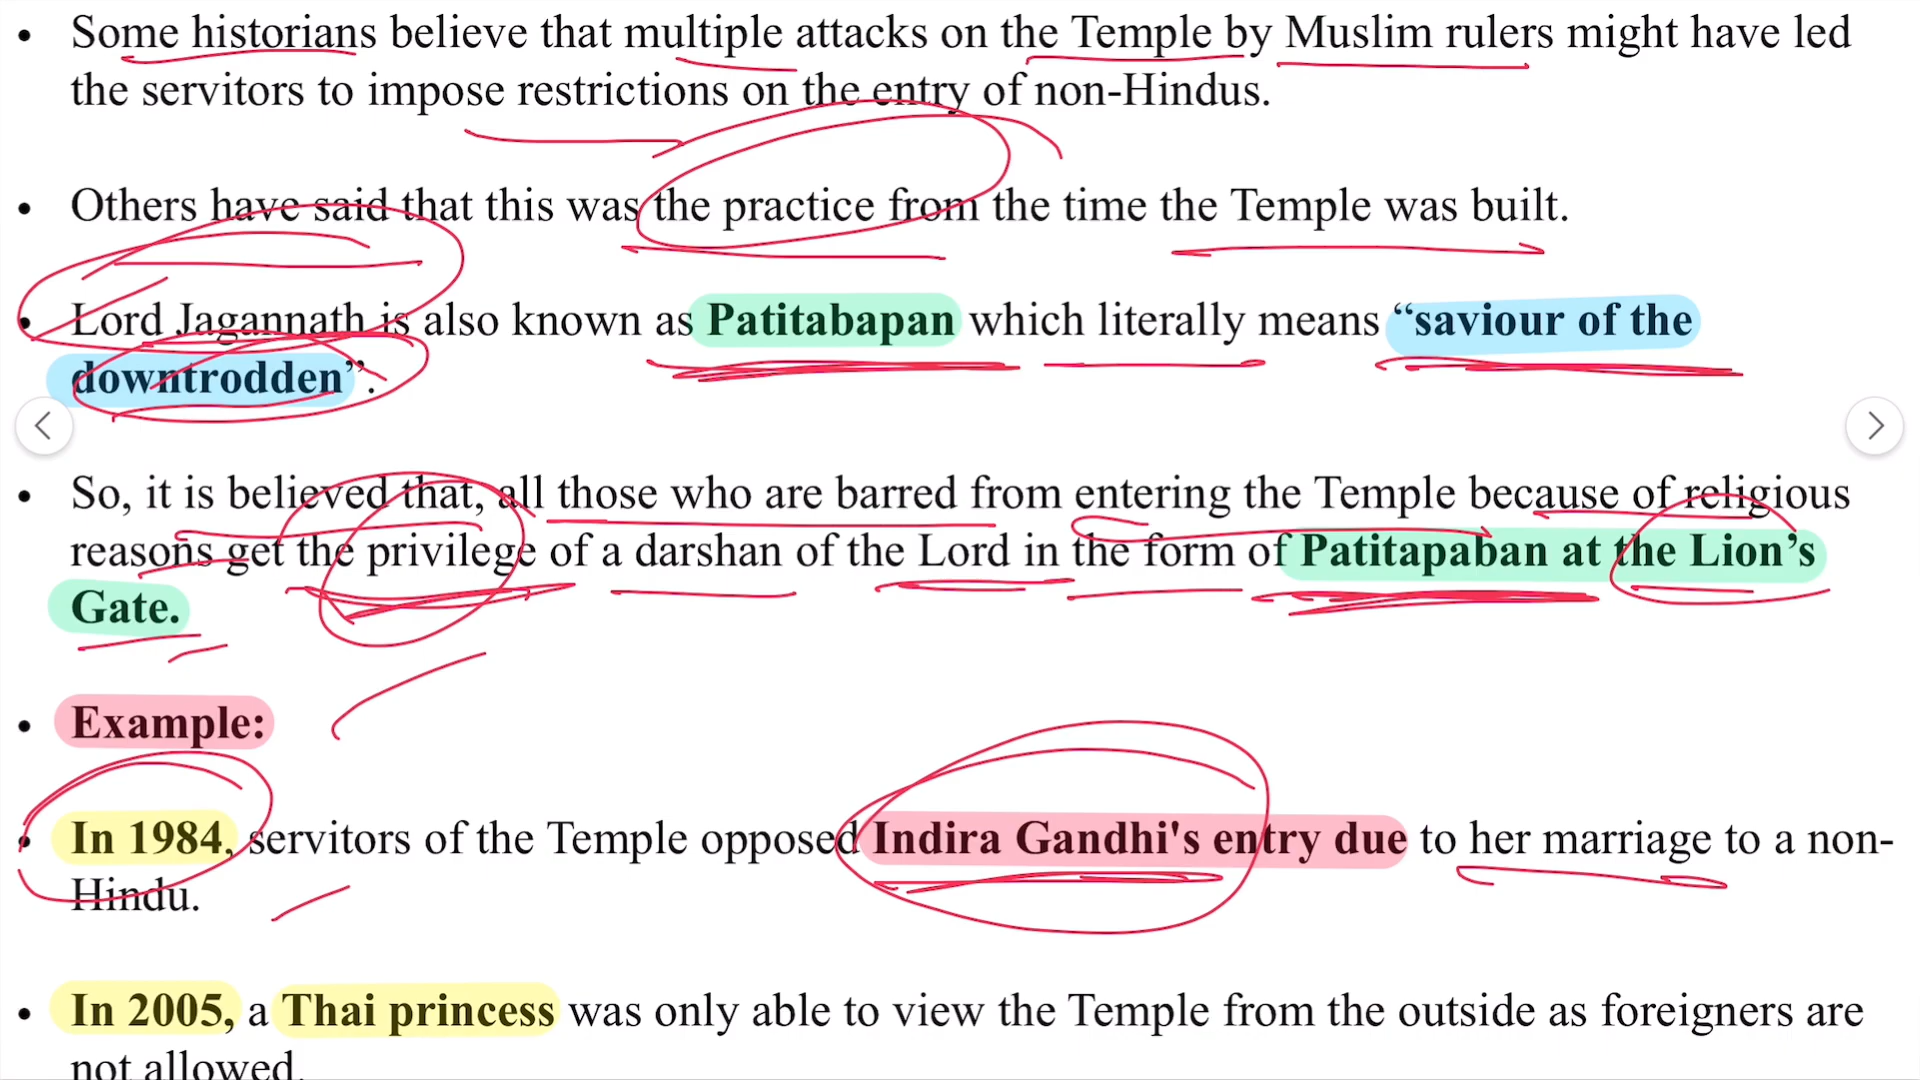 • Some historians believe that multiple attacks on the Temple by Muslim rulers might have led
the servitors to impose restrictions on the entry of non-Hindus.
• Others have said that this was the practice from the time the Temple was built.
• Lord Jagannath is also known as Patitabapan which literally means “saviour of the
downtrodden”.
• So, it is believed that, all those who are barred from entering the Temple because of religious
reasons get the privilege of a darshan of the Lord in the form of Patitapaban at the Lion’s
Gate.
• Example:
• In 1984, servitors of the Temple opposed Indira Gandhi's entry due to her marriage to a non-
Hindu.
• In 2005, a Thai princess was only able to view the Temple from the outside as foreigners are
not allowed.